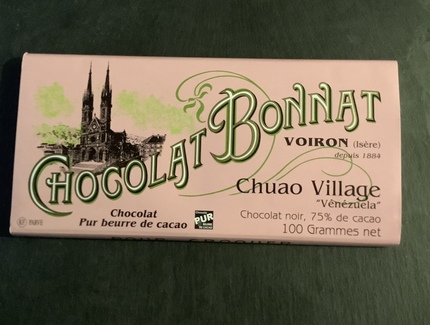 CHOCOLAT BONNAT
VOIRON (Isère)
depuis 1884
Chuao Village
"Vénézuela"
Chocolat noir, 75% de cacao
100 Grammes net
Chocolat
Pur beurre de cacao
PUR